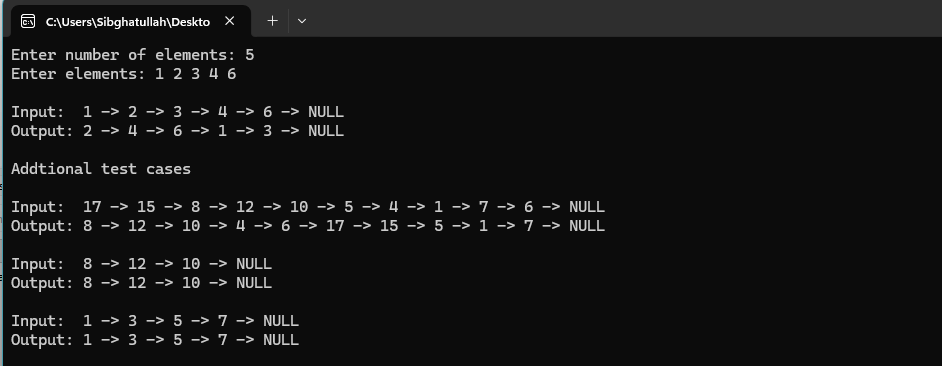 C:\Users\Sibghatullah\Deskto
Enter number of elements: 5
Enter elements: 1 2 3 4 6
Input:  1 -> 2 -> 3 -> 4 -> 6 -> NULL
Output: 2 -> 4 -> 6 -> 1 -> 3 -> NULL
Addtional test cases
Input:  17 -> 15 -> 8 -> 12 -> 10 -> 5 -> 4 -> 1 -> 7 -> 6 -> NULL
Output: 8 -> 12 -> 10 -> 4 -> 6 -> 17 -> 15 -> 5 -> 1 -> 7 -> NULL
Input:  8 -> 12 -> 10 -> NULL
Output: 8 -> 12 -> 10 -> NULL
Input:  1 -> 3 -> 5 -> 7 -> NULL
Output: 1 -> 3 -> 5 -> 7 -> NULL